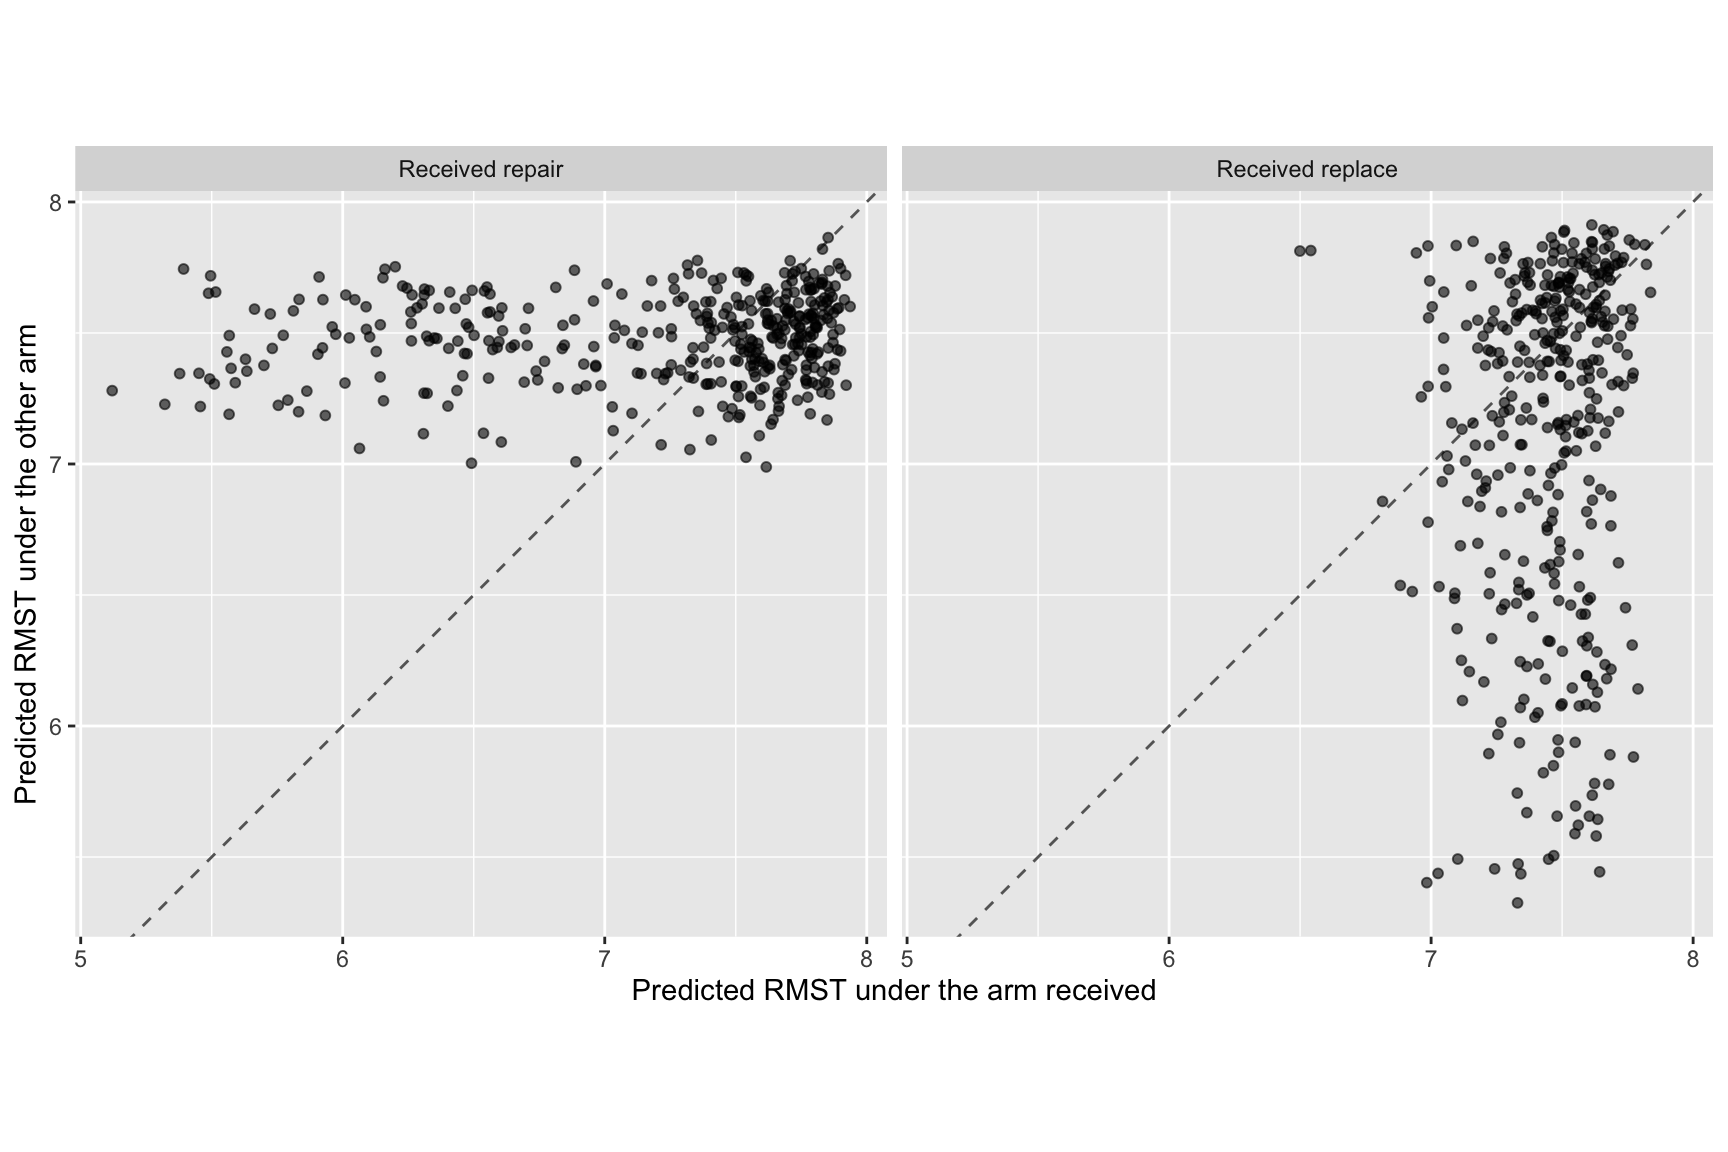 Received repair
Received replace
Predicted RMST under the other arm
8
7
6
5
6
7
8
5
6
7
8
Predicted RMST under the arm received